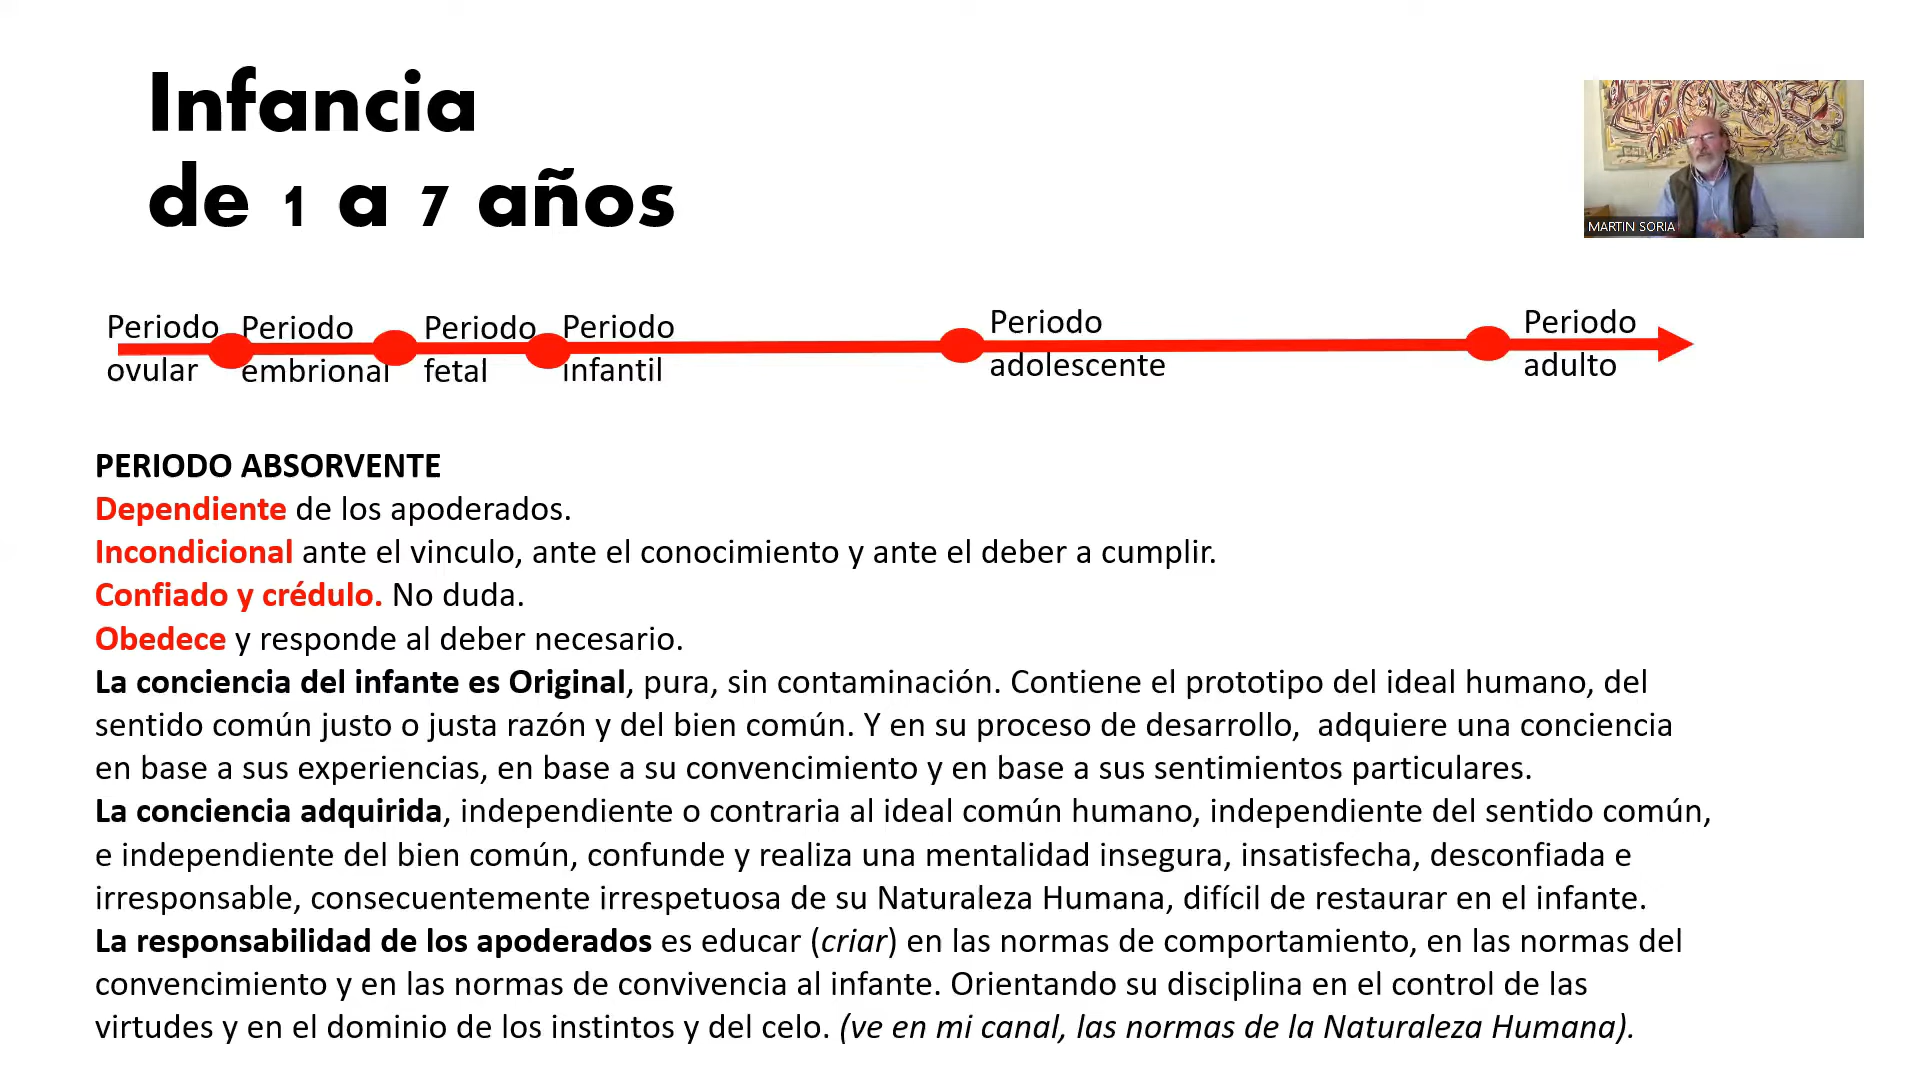 Infancia
de 1 a 7 años
MARTIN SORIA
Periodo ovular
Periodo embrional
Periodo fetal
Periodo infantil
Periodo adolescente
Periodo adulto
PERIODO ABSORVENTE
Dependiente de los apoderados.
Incondicional ante el vinculo, ante el conocimiento y ante el deber a cumplir.
Confiado y crédulo. No duda.
Obedece y responde al deber necesario.
La conciencia del infante es Original, pura, sin contaminación. Contiene el prototipo del ideal humano, del
sentido común justo o justa razón y del bien común. Y en su proceso de desarrollo, adquiere una conciencia
en base a sus experiencias, en base a su convencimiento y en base a sus sentimientos particulares.
La conciencia adquirida, independiente o contraria al ideal común humano, independiente del sentido común,
e independiente del bien común, confunde y realiza una mentalidad insegura, insatisfecha, desconfiada e
irresponsable, consecuentemente irrespetuosa de su Naturaleza Humana, difícil de restaurar en el infante.
La responsabilidad de los apoderados es educar (criar) en las normas de comportamiento, en las normas del
convencimiento y en las normas de convivencia al infante. Orientando su disciplina en el control de las
virtudes y en el dominio de los instintos y del celo. (ve en mi canal, las normas de la Naturaleza Humana).